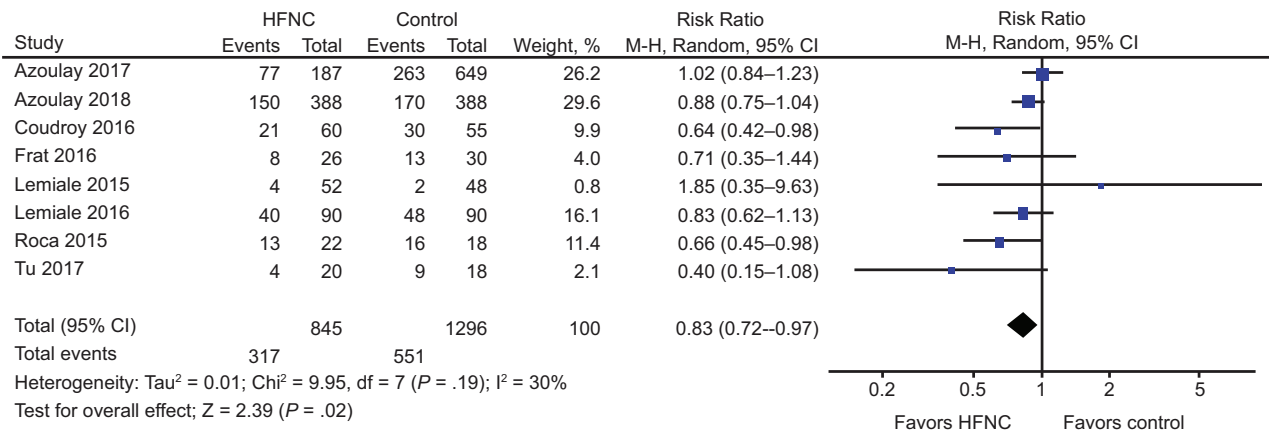 HFNC Control Risk Ratio Risk Ratio
Study Events Total Events Total Weight, % M-H, Random, 95% CI M-H, Random, 95% CI
Azoulay 2017 77 187 263 649 26.2 1.02 (0.84–1.23)
Azoulay 2018 150 388 170 388 29.6 0.88 (0.75–1.04)
Coudroy 2016 21 60 30 55 9.9 0.64 (0.42–0.98)
Frat 2016 8 26 13 30 4.0 0.71 (0.35–1.44)
Lemiale 2015 4 52 2 48 0.8 1.85 (0.35–9.63)
Lemiale 2016 40 90 48 90 16.1 0.83 (0.62–1.13)
Roca 2015 13 22 16 18 11.4 0.66 (0.45–0.98)
Tu 2017 4 20 9 18 2.1 0.40 (0.15–1.08)
Total (95% CI) 845 1296 100 0.83 (0.72--0.97)
Total events 317 551
Heterogeneity: Tau² = 0.01; Chi² = 9.95, df = 7 (P = .19); I² = 30%
Test for overall effect; Z = 2.39 (P = .02)
0.2 0.5 1 2 5
Favors HFNC Favors control